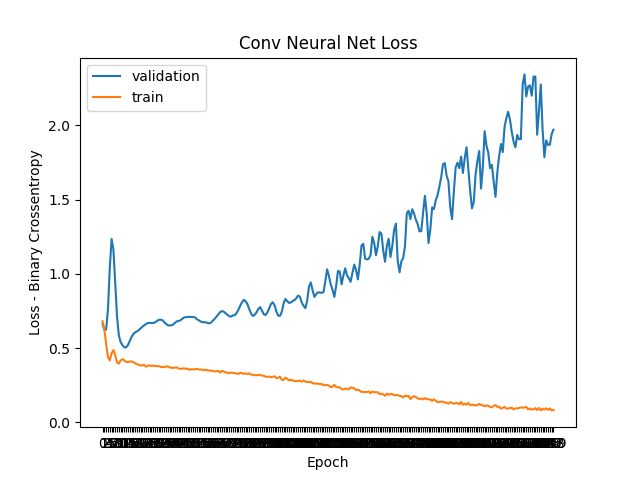 Conv Neural Net Loss
validation
train
Loss - Binary Crossentropy
2.0
1.5
1.0
0.5
0.0
Epoch